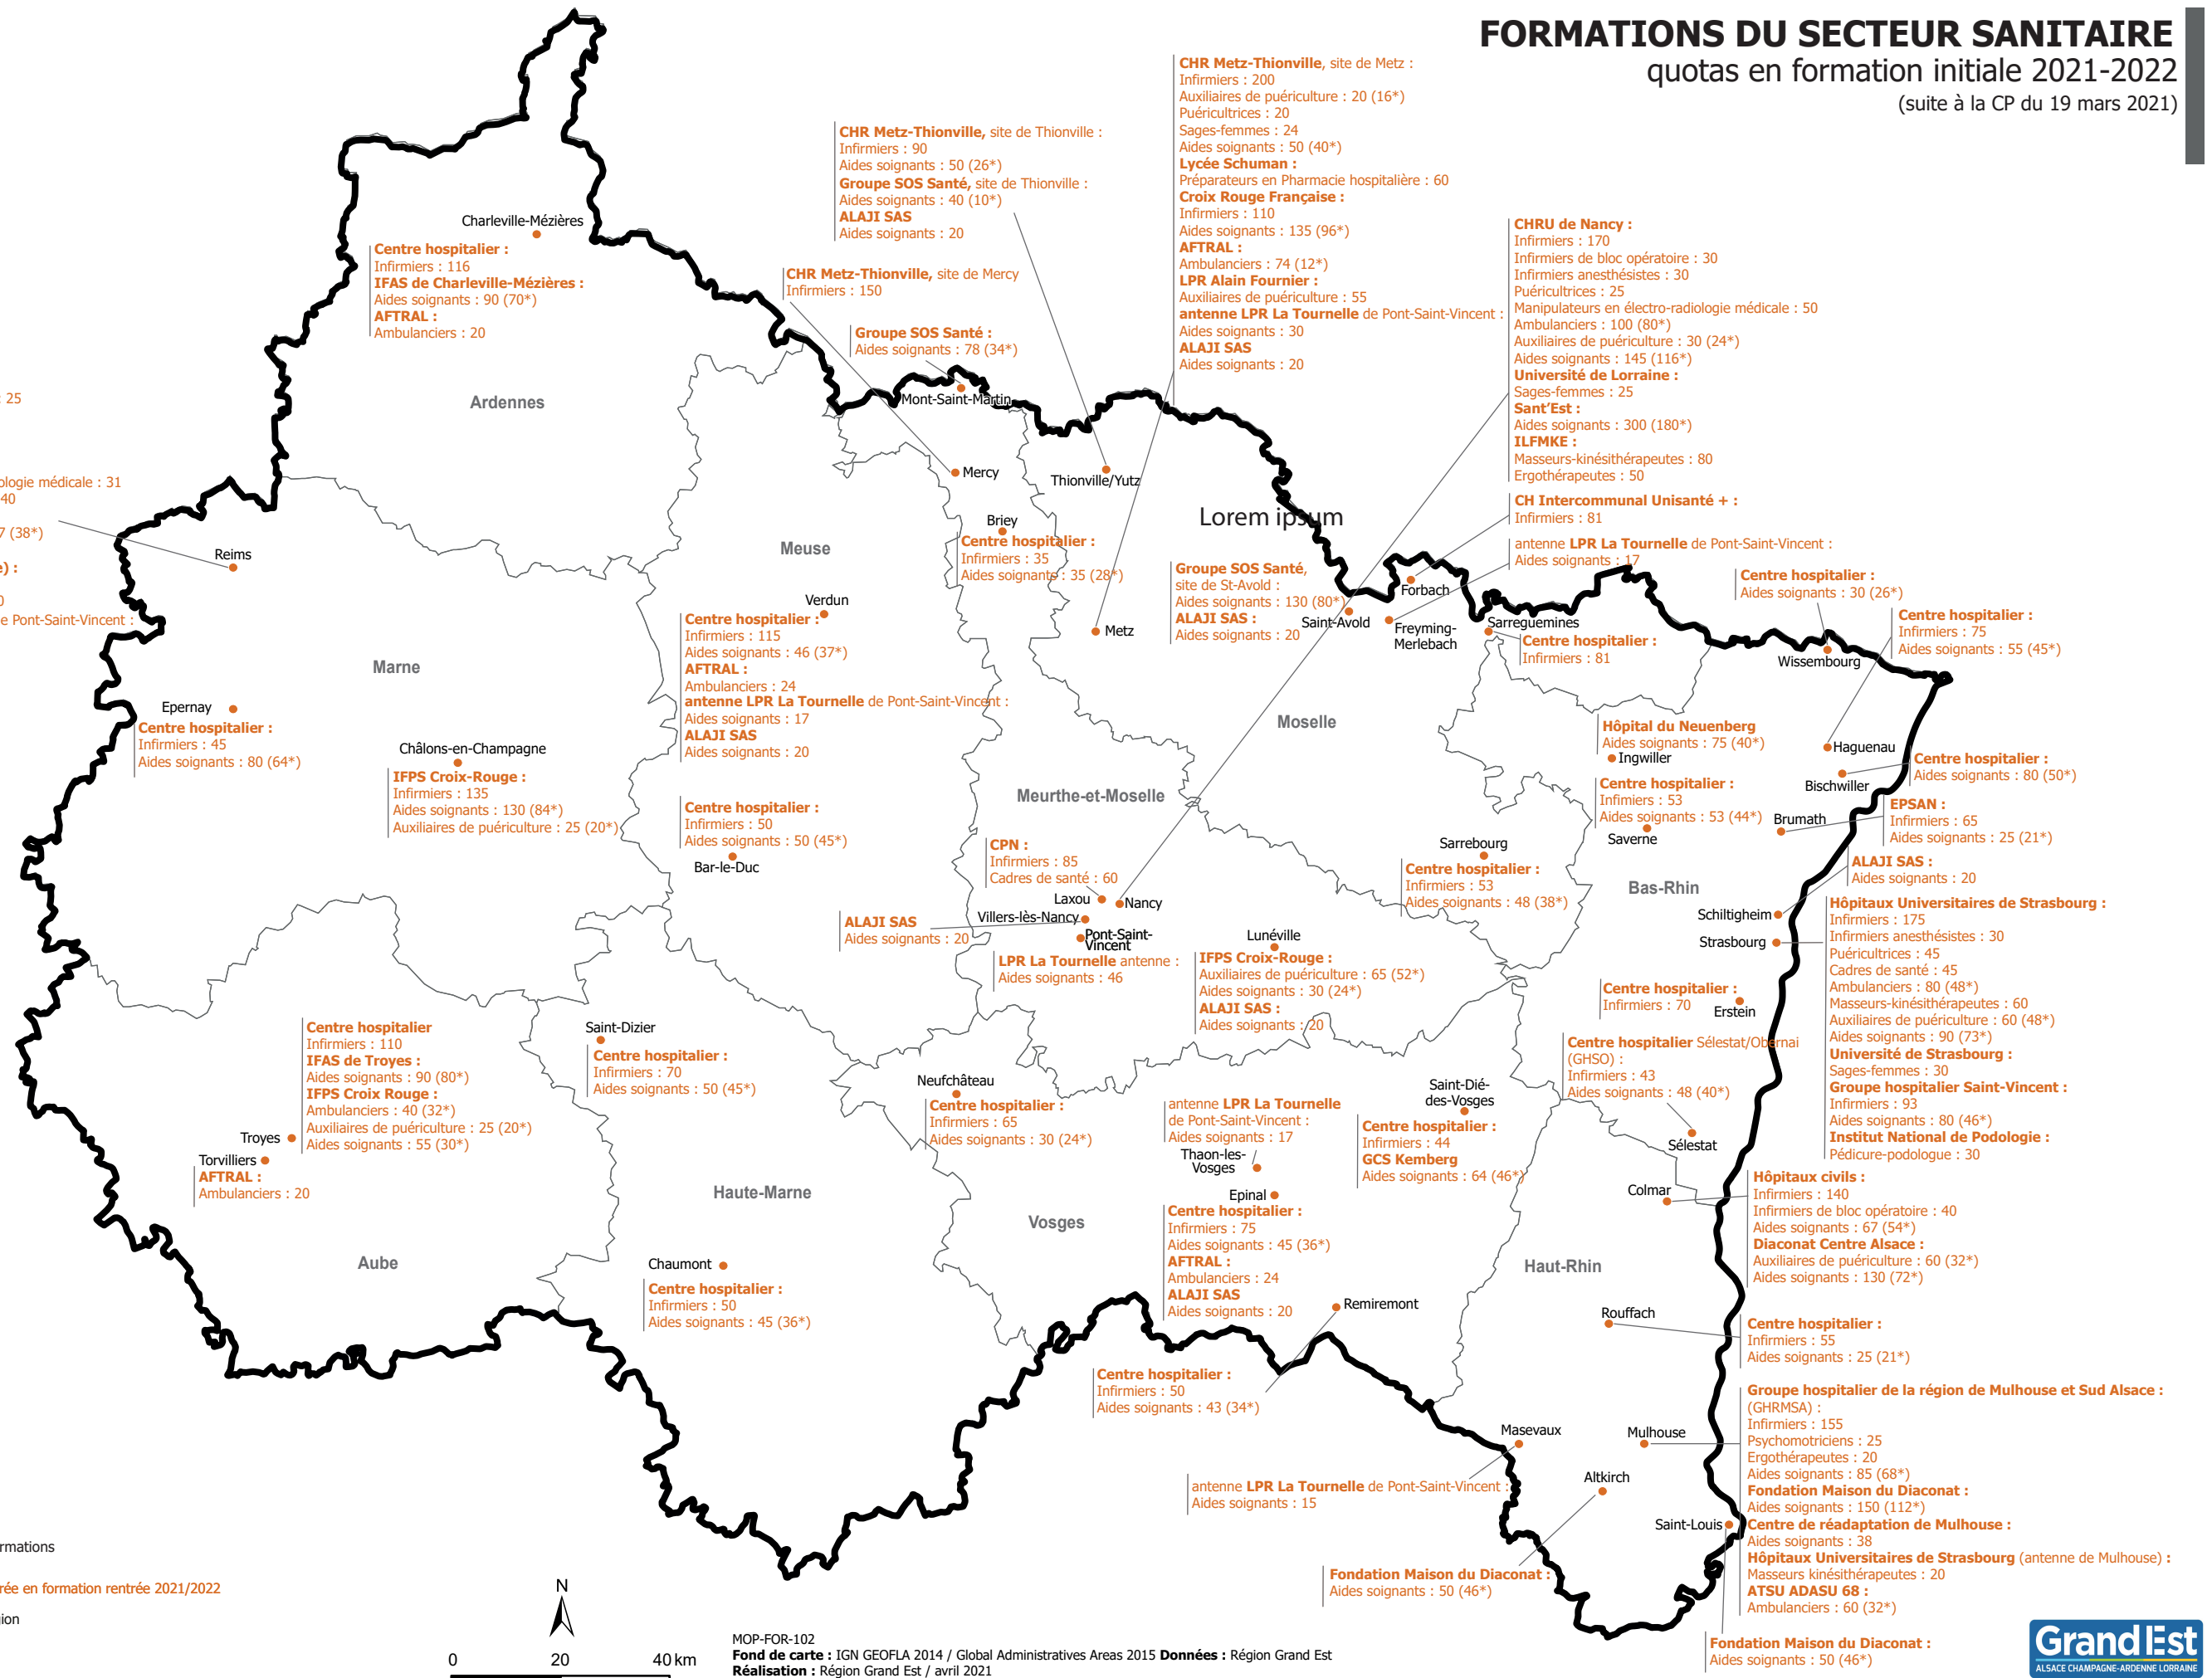 FORMATIONS DU SECTEUR SANITAIRE
quotas en formation initiale 2021-2022
(suite à la CP du 19 mars 2021)
CHR Metz-Thionville, site de Metz :
Infirmiers : 200
Auxiliaires de puériculture : 20 (16*)
Puéricultrices : 20
Sages-femmes : 24
Aides soignants : 50 (40*)
Lycée Schuman :
Préparateurs en Pharmacie hospitalière : 60
Croix Rouge Française :
Infirmiers : 110
Aides soignants : 135 (96*)
AFTRAL :
Ambulanciers : 74 (12*)
LPR Alain Fournier :
Auxiliaires de puériculture : 55
antenne LPR La Tournelle de Pont-Saint-Vincent :
Aides soignants : 30
ALAJI SAS
Aides soignants : 20
CHR Metz-Thionville, site de Thionville :
Infirmiers : 90
Aides soignants : 50 (26*)
Groupe SOS Santé, site de Thionville :
Aides soignants : 40 (10*)
ALAJI SAS
Aides soignants : 20
CHR Metz-Thionville, site de Mercy
Infirmiers : 150
Groupe SOS Santé :
Aides soignants : 78 (34*)
Mont-Saint-Martin
Charleville-Mézières
Centre hospitalier :
Infirmiers : 116
IFAS de Charleville-Mézières :
Aides soignants : 90 (70*)
AFTRAL :
Ambulanciers : 20
Ardennes
CHRU de Nancy :
Infirmiers : 170
Infirmiers de bloc opératoire : 30
Infirmiers anesthésistes : 30
Puéricultrices : 25
Manipulateurs en électro-radiologie médicale : 50
Ambulanciers : 100 (80*)
Auxiliaires de puériculture : 30 (24*)
Aides soignants : 145 (116*)
Université de Lorraine :
Sages-femmes : 25
Sant'Est :
Aides soignants : 300 (180*)
ILFMKE :
Masseurs-kinésithérapeutes : 80
Ergothérapeutes : 50
CH Intercommunal Unisanté + :
Infirmiers : 81
antenne LPR La Tournelle de Pont-Saint-Vincent :
Aides soignants : 17
: 25
ologie médicale : 31
40
7 (38*)
e) :
0
e Pont-Saint-Vincent :
Reims
Mercy
Thionville/Yutz
Lorem ipsum
Briey
Centre hospitalier :
Infirmiers : 35
Aides soignants : 35 (28*)
Meuse
Metz
Groupe SOS Santé,
site de St-Avold :
Aides soignants : 130 (80*)
ALAJI SAS :
Aides soignants : 20
Saint-Avold
Forbach
Freyming-
Merlebach
Sarreguemines
Centre hospitalier :
Infirmiers : 81
Centre hospitalier :
Aides soignants : 30 (26*)
Wissembourg
Centre hospitalier :
Infirmiers : 75
Aides soignants : 55 (45*)
Verdun
Centre hospitalier :
Infirmiers : 115
Aides soignants : 46 (37*)
AFTRAL :
Ambulanciers : 24
antenne LPR La Tournelle de Pont-Saint-Vincent :
Aides soignants : 17
ALAJI SAS
Aides soignants : 20
Marne
Epernay
Centre hospitalier :
Infirmiers : 45
Aides soignants : 80 (64*)
Châlons-en-Champagne
IFPS Croix-Rouge :
Infirmiers : 135
Aides soignants : 130 (84*)
Auxiliaires de puériculture : 25 (20*)
Centre hospitalier :
Infirmiers : 50
Aides soignants : 50 (45*)
Bar-le-Duc
Meurthe-et-Moselle
Moselle
Hôpital du Neuenberg
Aides soignants : 75 (40*)
Ingwiller
Haguenau
Centre hospitalier :
Aides soignants : 80 (50*)
Bischwiller
Centre hospitalier :
Infimiers : 53
Aides soignants : 53 (44*)
Saverne
EPSAN :
Infirmiers : 65
Aides soignants : 25 (21*)
Brumath
ALAJI SAS :
Aides soignants : 20
Sarrebourg
Centre hospitalier :
Infirmiers : 53
Aides soignants : 48 (38*)
Bas-Rhin
Schiltigheim
Strasbourg
Hôpitaux Universitaires de Strasbourg :
Infirmiers : 175
Infirmiers anesthésistes : 30
Puéricultrices : 45
Cadres de santé : 45
Ambulanciers : 80 (48*)
Masseurs-kinésithérapeutes : 60
Auxiliaires de puériculture : 60 (48*)
Aides soignants : 90 (73*)
Université de Strasbourg :
Sages-femmes : 30
Groupe hospitalier Saint-Vincent :
Infirmiers : 93
Aides soignants : 80 (46*)
Institut National de Podologie :
Pédicure-podologue : 30
CPN :
Infirmiers : 85
Cadres de santé : 60
Laxou
Nancy
Villers-lès-Nancy
ALAJI SAS
Aides soignants : 20
Pont-Saint-
Vincent
LPR La Tournelle antenne :
Aides soignants : 46
Lunéville
IFPS Croix-Rouge :
Auxiliaires de puériculture : 65 (52*)
Aides soignants : 30 (24*)
ALAJI SAS :
Aides soignants : 20
Centre hospitalier :
Infirmiers : 70
Erstein
Centre hospitalier Sélestat/Obernai
(GHSO) :
Infirmiers : 43
Aides soignants : 48 (40*)
Sélestat
Centre hospitalier
Infirmiers : 110
IFAS de Troyes :
Aides soignants : 90 (80*)
IFPS Croix Rouge :
Ambulanciers : 40 (32*)
Auxiliaires de puériculture : 25 (20*)
Aides soignants : 55 (30*)
Troyes
Torvilliers
AFTRAL :
Ambulanciers : 20
Aube
Saint-Dizier
Centre hospitalier :
Infirmiers : 70
Aides soignants : 50 (45*)
Neufchâteau
Centre hospitalier :
Infirmiers : 65
Aides soignants : 30 (24*)
antenne LPR La Tournelle
de Pont-Saint-Vincent :
Aides soignants : 17
Thaon-les-
Vosges
Saint-Dié-
des-Vosges
Centre hospitalier :
Infirmiers : 44
GCS Kemberg
Aides soignants : 64 (46*)
Haute-Marne
Vosges
Epinal
Centre hospitalier :
Infirmiers : 75
Aides soignants : 45 (36*)
AFTRAL :
Ambulanciers : 24
ALAJI SAS
Aides soignants : 20
Chaumont
Centre hospitalier :
Infirmiers : 50
Aides soignants : 45 (36*)
Remiremont
Centre hospitalier :
Infirmiers : 50
Aides soignants : 43 (34*)
Colmar
Hôpitaux civils :
Infirmiers : 140
Infirmiers de bloc opératoire : 40
Aides soignants : 67 (54*)
Diaconat Centre Alsace :
Auxiliaires de puériculture : 60 (32*)
Aides soignants : 130 (72*)
Haut-Rhin
Rouffach
Centre hospitalier :
Infirmiers : 55
Aides soignants : 25 (21*)
Masevaux
antenne LPR La Tournelle de Pont-Saint-Vincent :
Aides soignants : 15
Mulhouse
Groupe hospitalier de la région de Mulhouse et Sud Alsace :
(GHRMSA) :
Infirmiers : 155
Psychomotriciens : 25
Ergothérapeutes : 20
Aides soignants : 85 (68*)
Fondation Maison du Diaconat :
Aides soignants : 150 (112*)
Centre de réadaptation de Mulhouse :
Aides soignants : 38
Hôpitaux Universitaires de Strasbourg (antenne de Mulhouse) :
Masseurs kinésithérapeutes : 20
ATSU ADASU 68 :
Ambulanciers : 60 (32*)
Altkirch
Fondation Maison du Diaconat :
Aides soignants : 50 (46*)
Saint-Louis
Fondation Maison du Diaconat :
Aides soignants : 50 (46*)
rmations
rée en formation rentrée 2021/2022
gion
N
0 20 40 km
MOP-FOR-102
Fond de carte : IGN GEOFLA 2014 / Global Administratives Areas 2015 Données : Région Grand Est
Réalisation : Région Grand Est / avril 2021
Grand Est
ALSACE CHAMPAGNE-ARDENNE LORRAINE